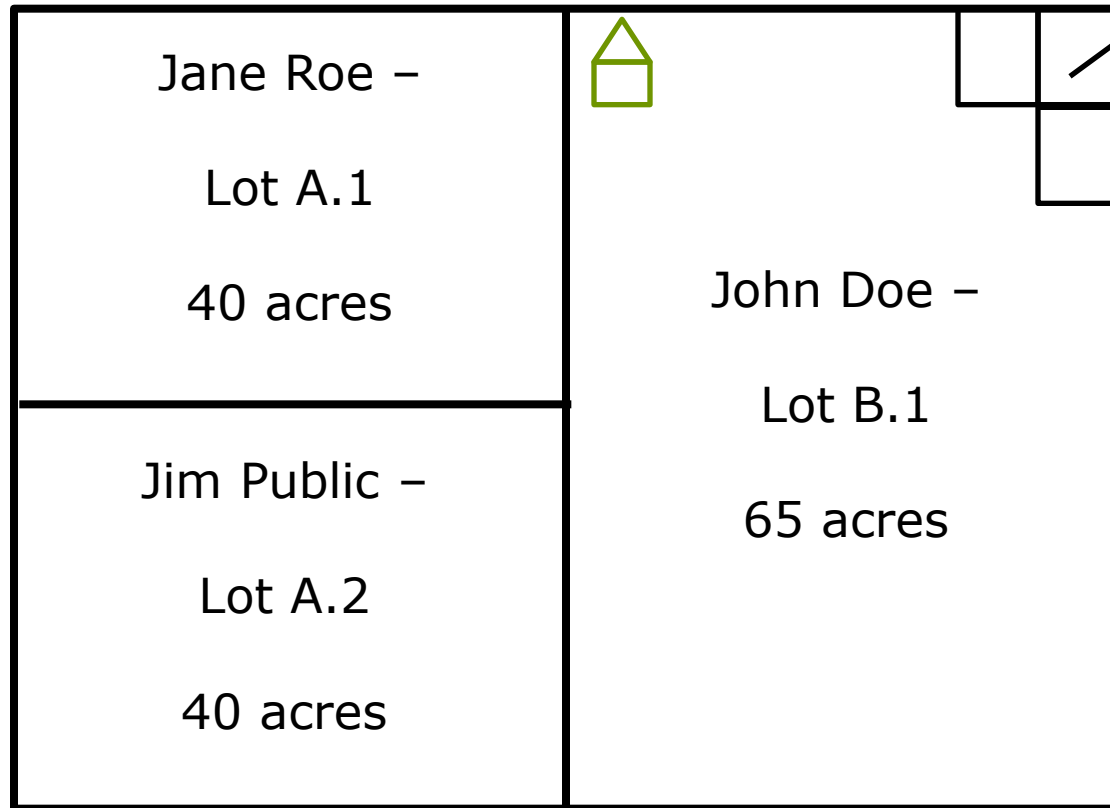 Jane Roe –
Lot A.1
40 acres
Jim Public –
Lot A.2
40 acres
John Doe –
Lot B.1
65 acres